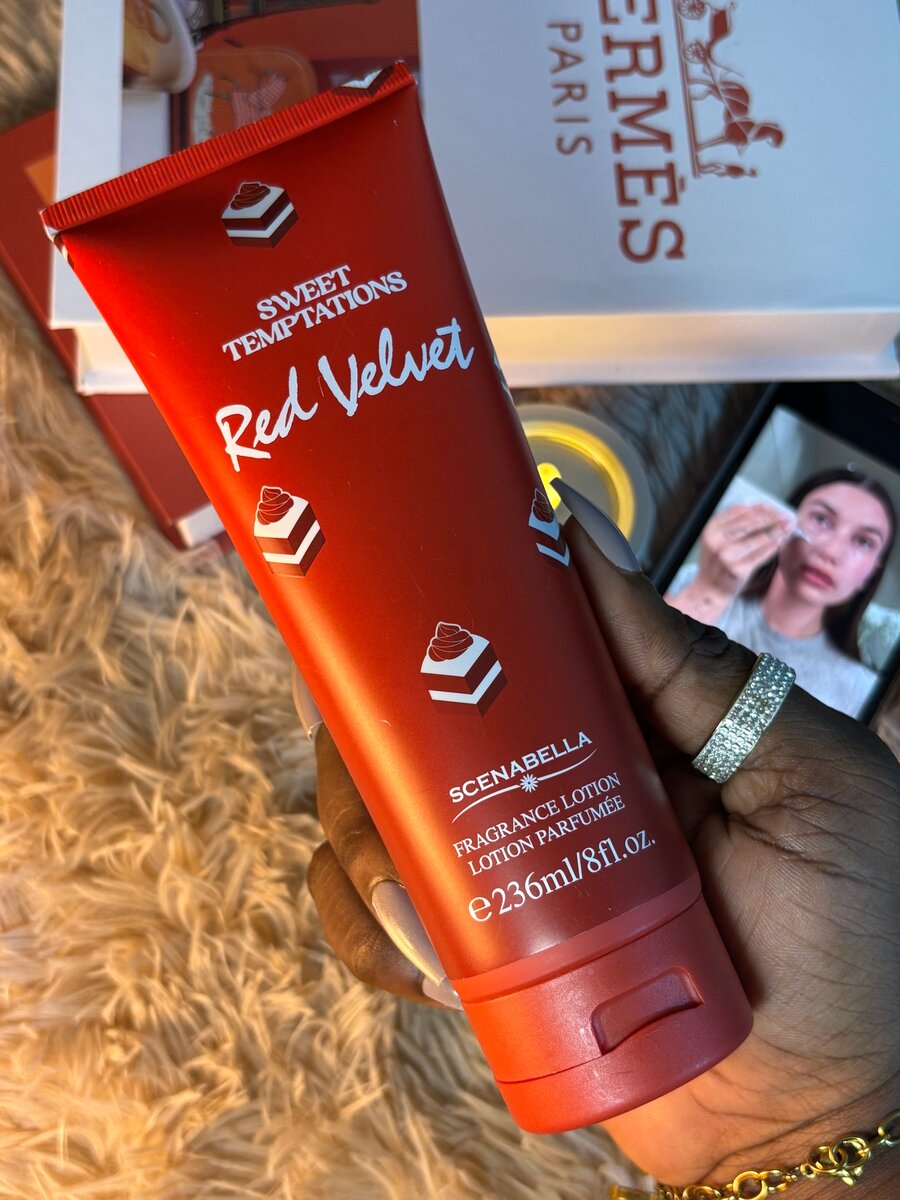 ERMÈS
PARIS
SWEET
TEMPTATIONS
Red Velvet
SCENABELLA
FRAGRANCE LOTION
LOTION PARFUMÉE
℮236ml/8fl.oz.